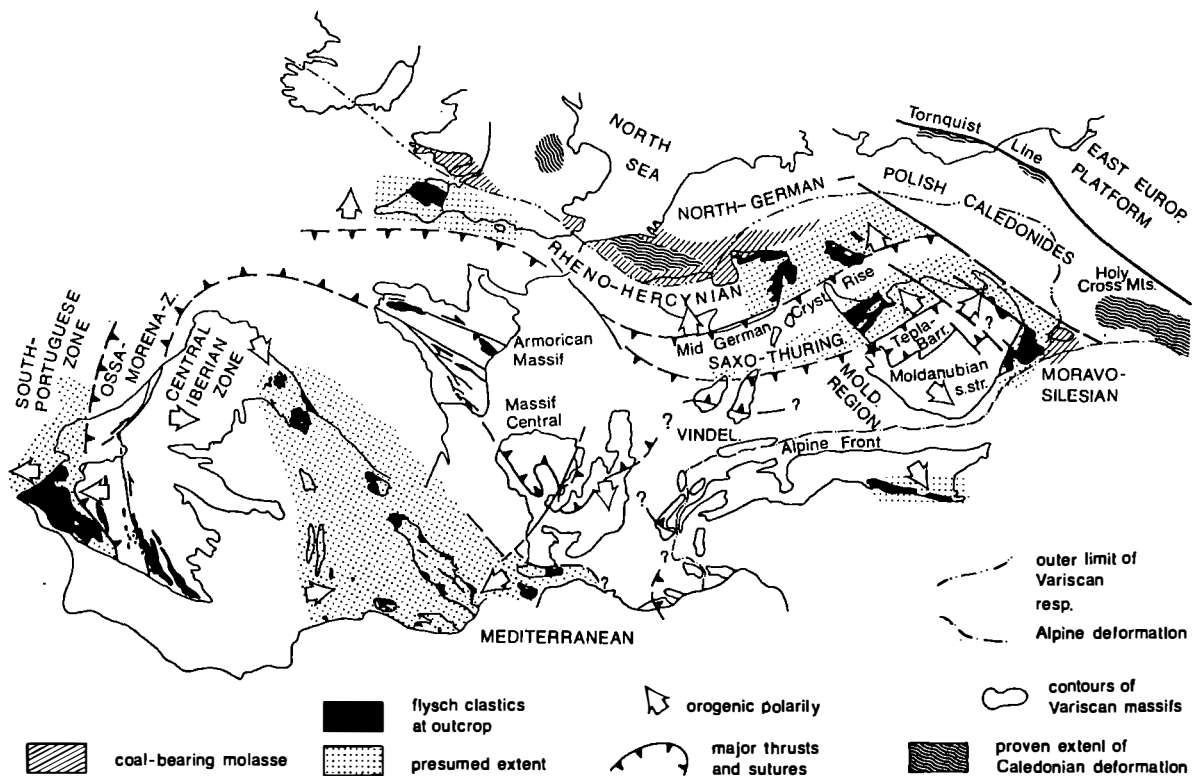 NORTH
SEA
Tornquist
Line
EAST EUROP.
PLATFORM
NORTH-GERMAN
POLISH
CALEDONIDES
Holy
Cross Mts.
RHENO-HERCYNIAN
Mid German Cryst. Rise
SAXO-THURING.
Tepla-
Barr.
Moldanubian
s.str.
MOLD.
REGION
MORAVO-
SILESIAN
SOUTH-
PORTUGUESE
ZONE
OSSA-
MORENA-Z.
CENTRAL
IBERIAN
ZONE
Armorican
Massif
Massif
Central
VINDEL.
Alpine Front
?
?
?
?
?
?
?
MEDITERRANEAN
outer limit of
Variscan
resp.
Alpine deformation
flysch clastics
at outcrop
orogenic polarity
contours of
Variscan massifs
coal-bearing molasse
presumed extent
major thrusts
and sutures
proven extent of
Caledonian deformation